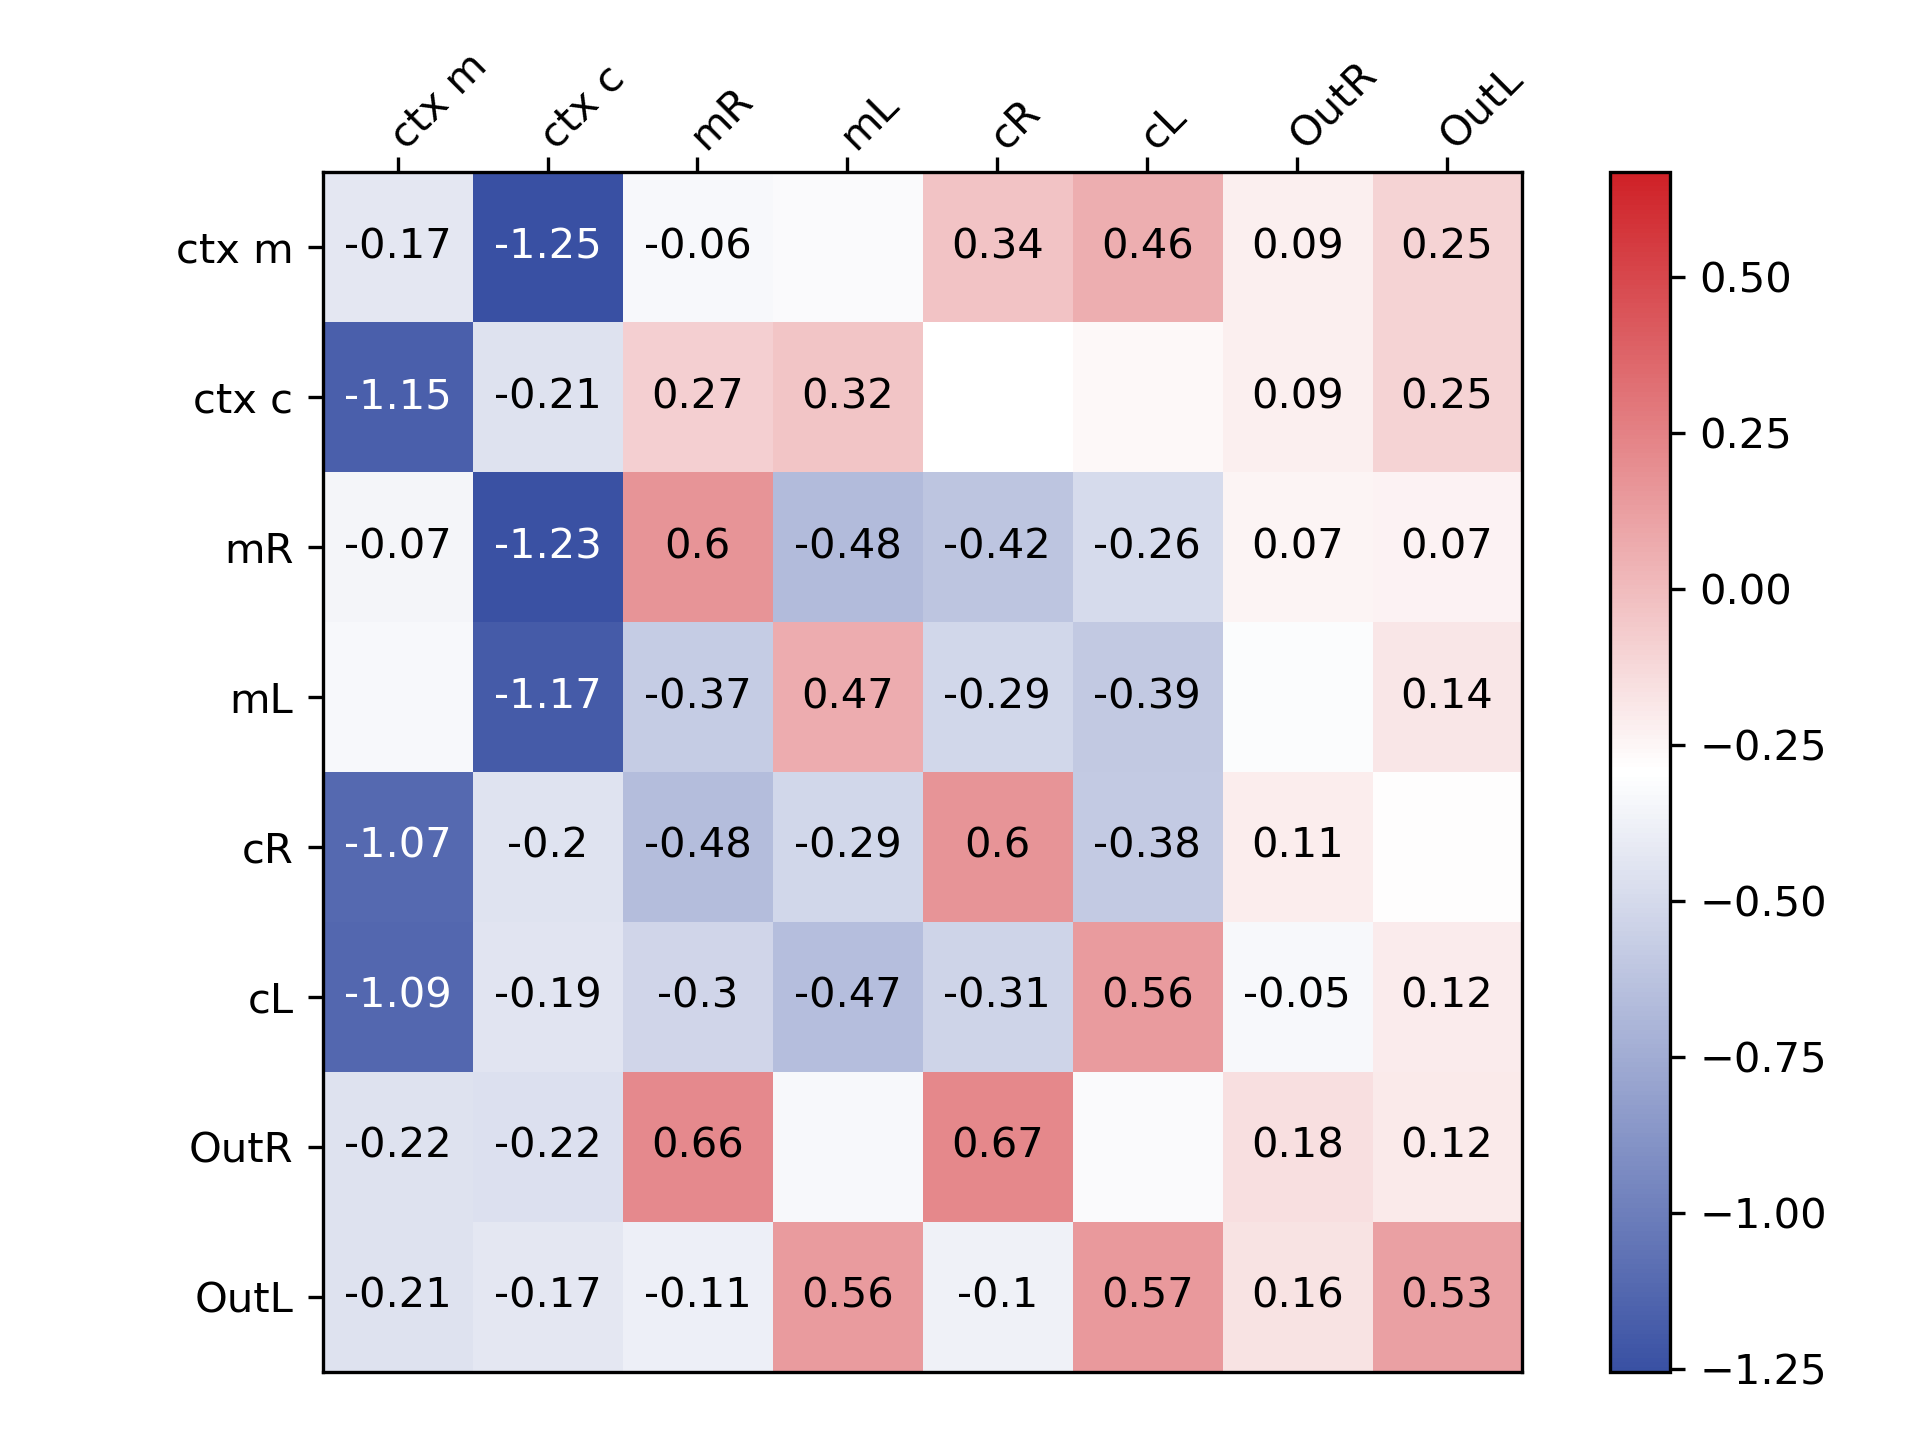 ctx m ctx c mR mL cR cL OutR OutL
ctx m -0.17 -1.25 -0.06 0.34 0.46 0.09 0.25
ctx c -1.15 -0.21 0.27 0.32 0.09 0.25
mR -0.07 -1.23 0.6 -0.48 -0.42 -0.26 0.07 0.07
mL -1.17 -0.37 0.47 -0.29 -0.39 0.14
cR -1.07 -0.2 -0.48 -0.29 0.6 -0.38 0.11
cL -1.09 -0.19 -0.3 -0.47 -0.31 0.56 -0.05 0.12
OutR -0.22 -0.22 0.66 0.67 0.18 0.12
OutL -0.21 -0.17 -0.11 0.56 -0.1 0.57 0.16 0.53
0.50
0.25
0.00
−0.25
−0.50
−0.75
−1.00
−1.25